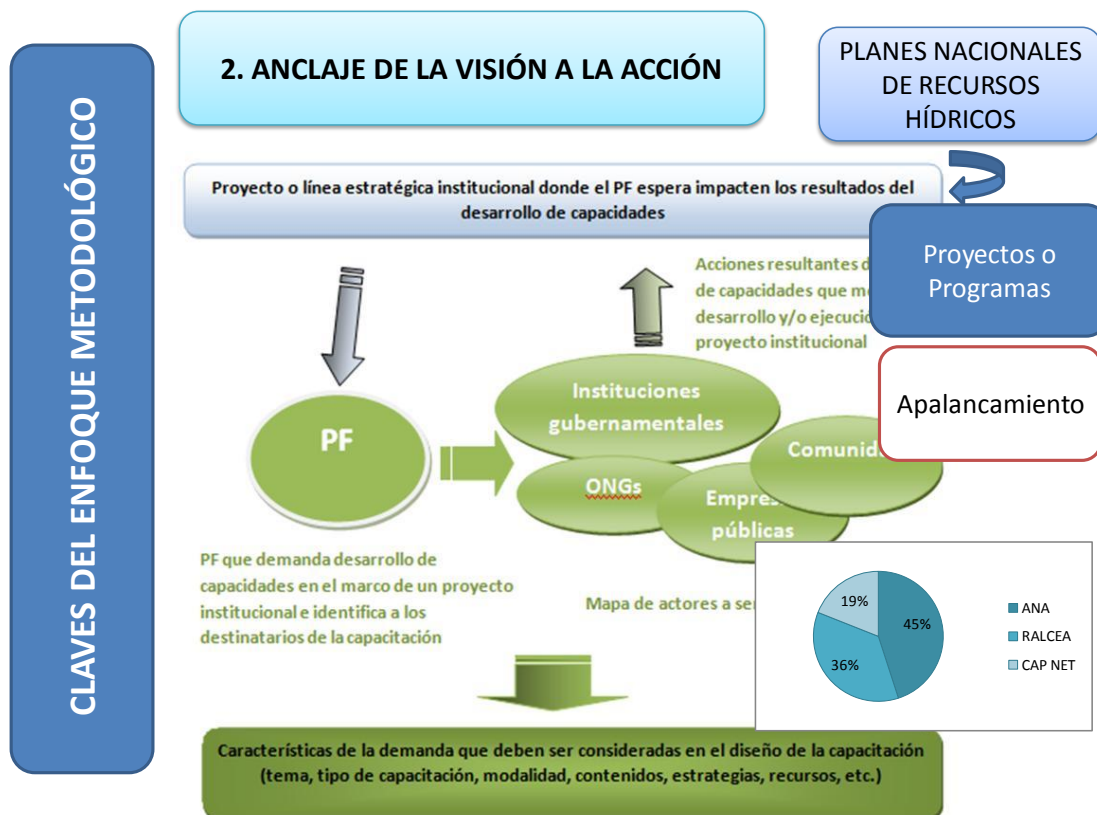 CLAVES DEL ENFOQUE METODOLÓGICO
2. ANCLAJE DE LA VISIÓN A LA ACCIÓN
PLANES NACIONALES
DE RECURSOS
HÍDRICOS
Proyecto o línea estratégica institucional donde el PF espera impacten los resultados del
desarrollo de capacidades
Proyectos o
Programas
Acciones resultantes
de capacidades que
desarrollo y/o
proyecto institucional
Apalancamiento
PF
Instituciones
gubernamentales
ONGs
públicas
PF que demanda desarrollo de
capacidades en el marco de un proyecto
institucional e identifica a los
destinatarios de la capacitación
Mapa de actores a
19%
45%
36%
ANA
RALCEA
CAP NET
Características de la demanda que deben ser consideradas en el diseño de la capacitación
(tema, tipo de capacitación, modalidad, contenidos, estrategias, recursos, etc.)